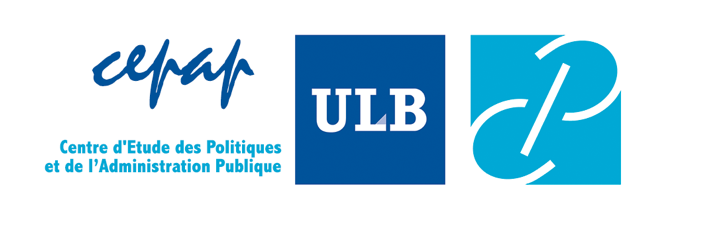 cepap
Centre d'Etude des Politiques
et de l'Administration Publique
ULB